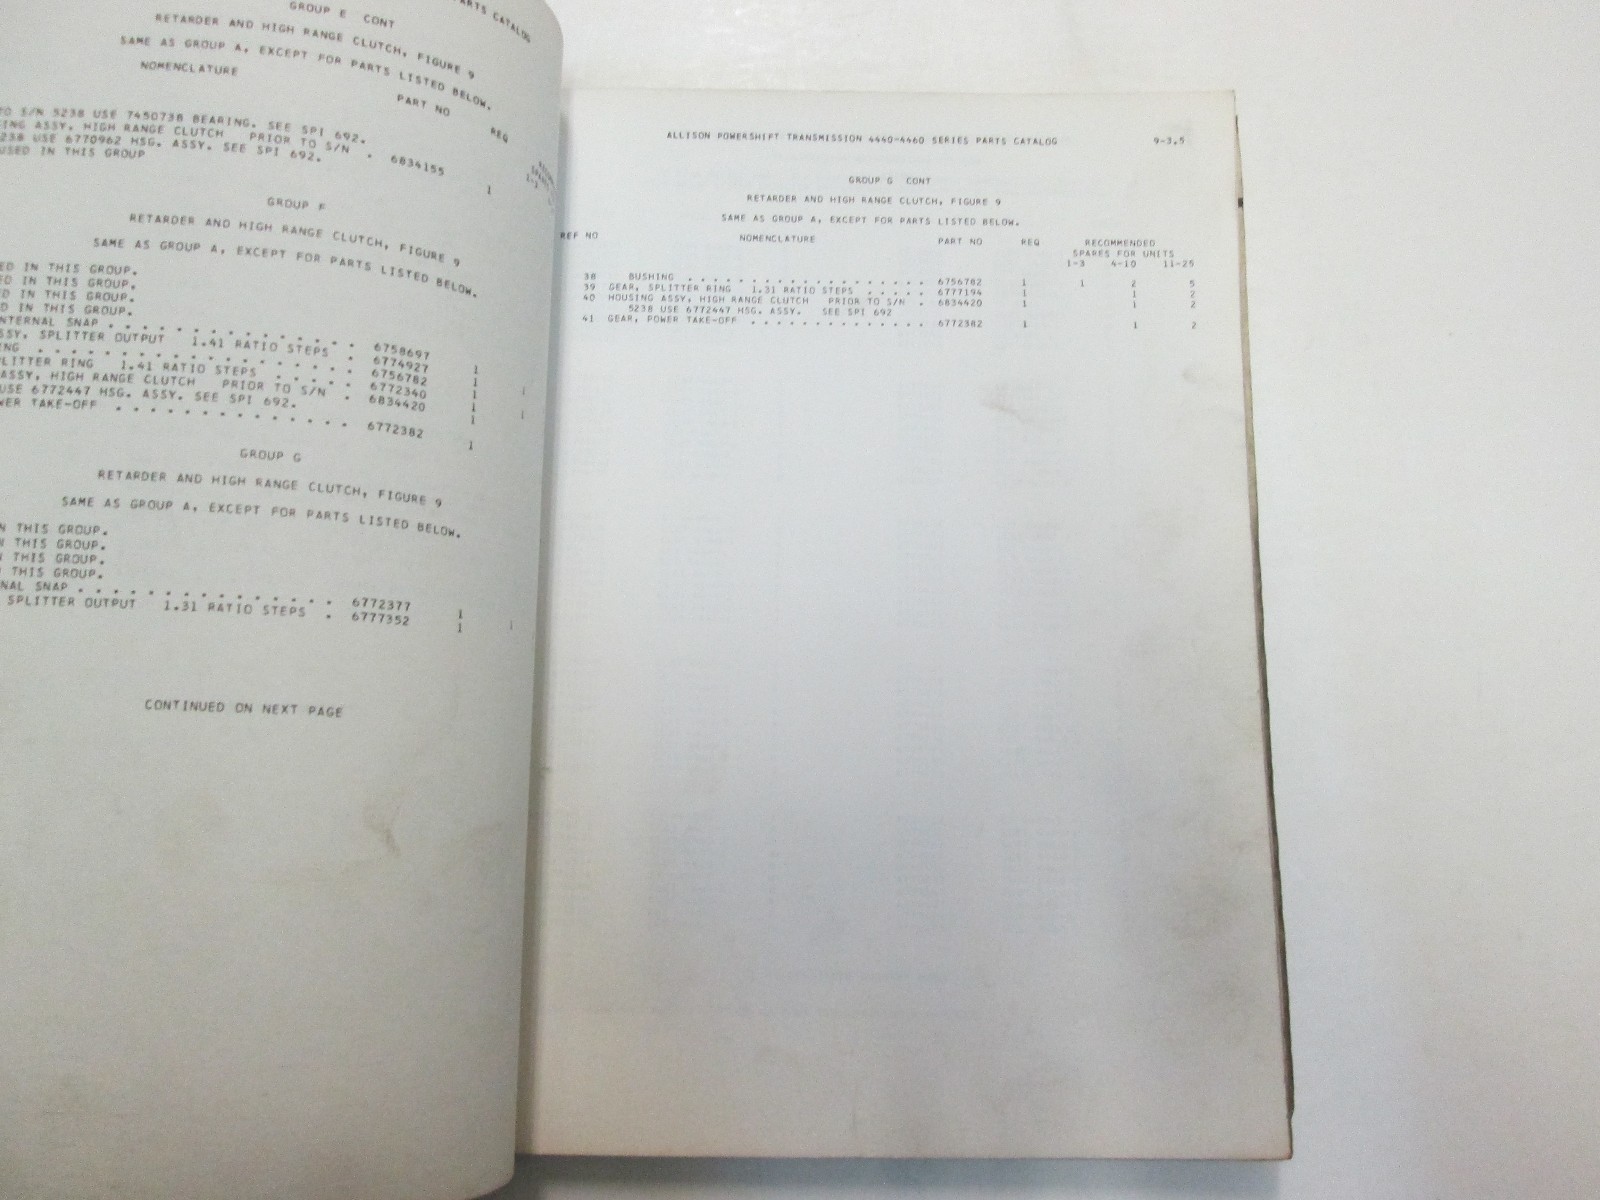 PARTS CATALOG
GROUP E CONT
RETARDER AND HIGH RANGE CLUTCH, FIGURE 9
SAME AS GROUP A, EXCEPT FOR PARTS LISTED BELOW.
NOMENCLATURE PART NO REQ
TO S/N 5238 USE 7450738 BEARING. SEE SPI 692.
ING ASSY, HIGH RANGE CLUTCH PRIOR TO S/N . 6834155 1
238 USE 6770962 HSG. ASSY. SEE SPI 692.
USED IN THIS GROUP
GROUP F
RETARDER AND HIGH RANGE CLUTCH, FIGURE 9
SAME AS GROUP A, EXCEPT FOR PARTS LISTED BELOW.
ED IN THIS GROUP.
ED IN THIS GROUP.
D IN THIS GROUP.
D IN THIS GROUP.
NTERNAL SNAP . . . . . . . . . . . . . . . 6758697 1
SSY, SPLITTER OUTPUT 1.41 RATIO STEPS . 6774927 1 1
NG . . . . . . . . . . . . . . . . . . . 6756782 1
LITTER RING 1.41 RATIO STEPS . . . . . 6772340 1 1
ASSY, HIGH RANGE CLUTCH PRIOR TO S/N . 6834420 1
USE 6772447 HSG. ASSY. SEE SPI 692.
WER TAKE-OFF . . . . . . . . . . . . . . 6772382 1
GROUP G
RETARDER AND HIGH RANGE CLUTCH, FIGURE 9
SAME AS GROUP A, EXCEPT FOR PARTS LISTED BELOW.
N THIS GROUP.
N THIS GROUP.
THIS GROUP.
THIS GROUP.
NAL SNAP . . . . . . . . . . . . . . . 6772377 1
SPLITTER OUTPUT 1.31 RATIO STEPS . 6777352 1 1
CONTINUED ON NEXT PAGE
ALLISON POWERSHIFT TRANSMISSION 4440-4460 SERIES PARTS CATALOG 9-3.5
GROUP G CONT
RETARDER AND HIGH RANGE CLUTCH, FIGURE 9
SAME AS GROUP A, EXCEPT FOR PARTS LISTED BELOW.
REF NO NOMENCLATURE PART NO REQ RECOMMENDED
SPARES FOR UNITS
1-3 4-10 11-25
38 BUSHING . . . . . . . . . . . . . . . . . 6756782 1 1 2 5
39 GEAR, SPLITTER RING 1.31 RATIO STEPS . . . . . 6777194 1 1 2
40 HOUSING ASSY, HIGH RANGE CLUTCH PRIOR TO S/N . 6834420 1 1 2
5238 USE 6772447 HSG. ASSY. SEE SPI 692
41 GEAR, POWER TAKE-OFF . . . . . . . . . . . . . 6772382 1 1 2